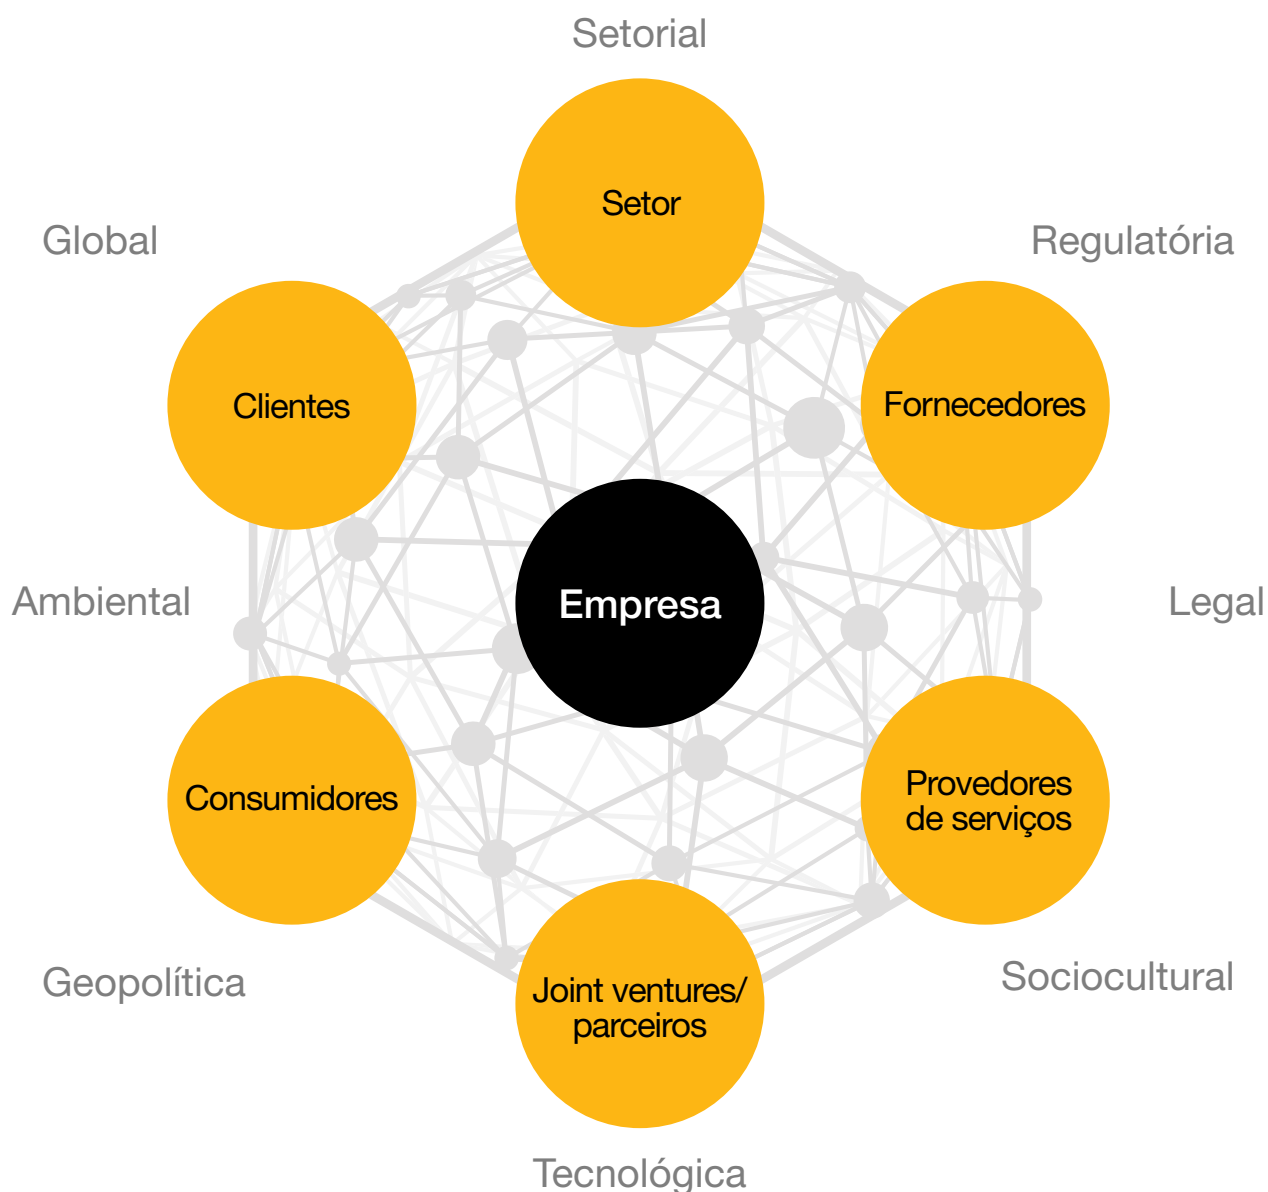 Setorial
Setor
Global
Regulatória
Clientes
Fornecedores
Ambiental
Empresa
Legal
Consumidores
Provedores
de serviços
Geopolítica
Sociocultural
Joint ventures/
parceiros
Tecnológica